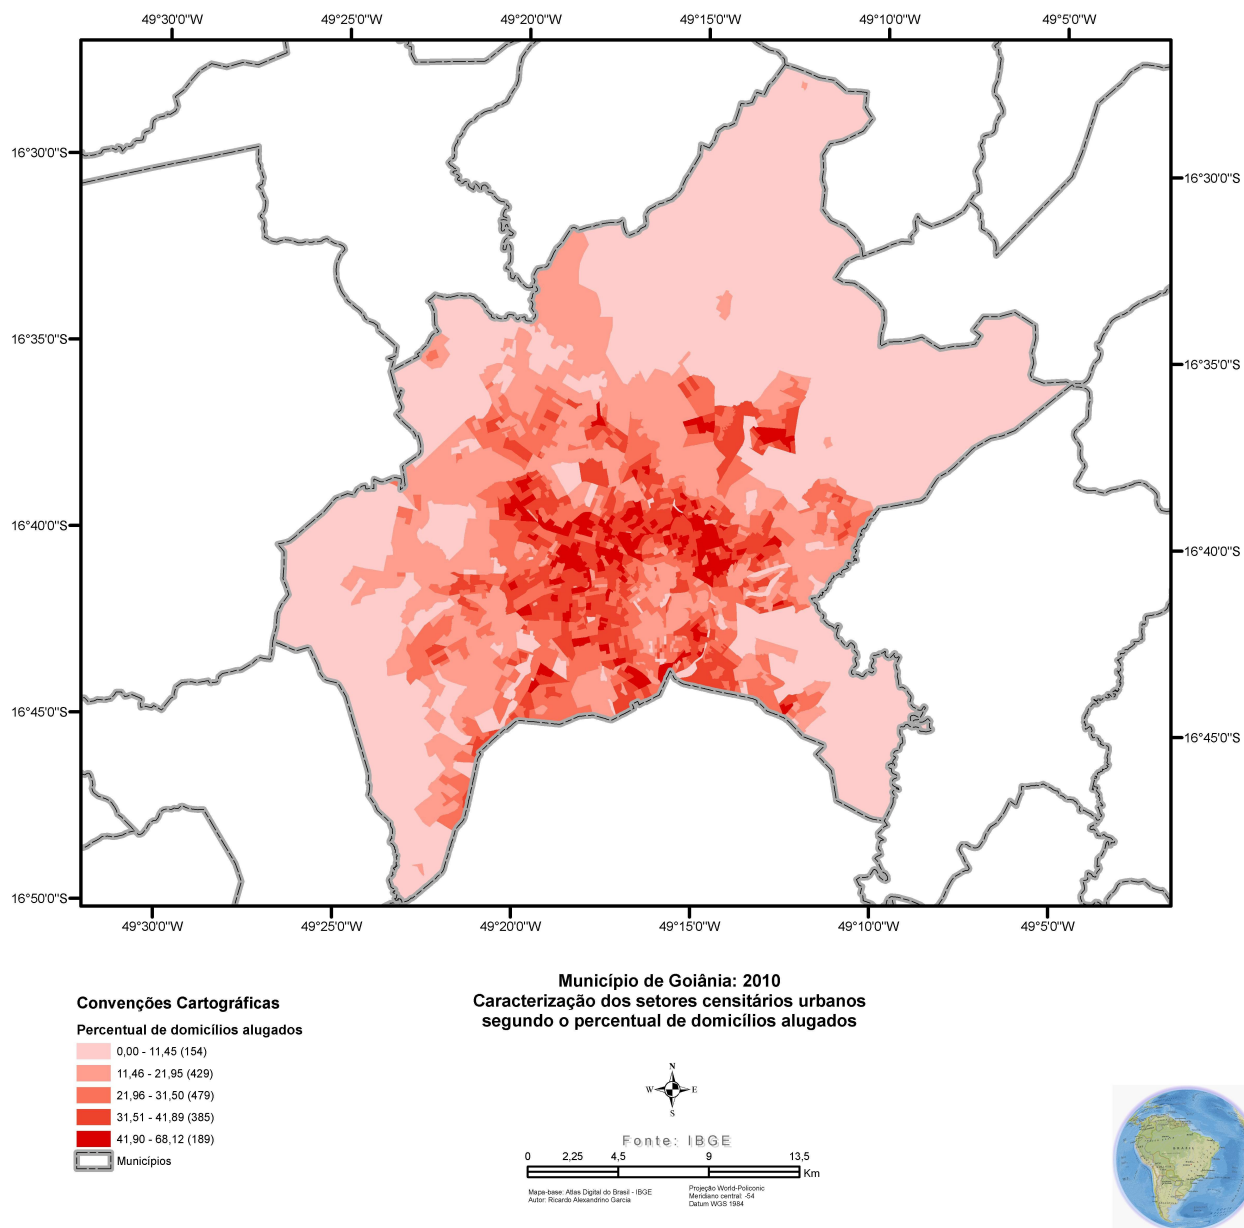 49°30'0"W 49°25'0"W 49°20'0"W 49°15'0"W 49°10'0"W 49°5'0"W
16°30'0"S 16°30'0"S
16°35'0"S 16°35'0"S
16°40'0"S 16°40'0"S
16°45'0"S 16°45'0"S
16°50'0"S
49°30'0"W 49°25'0"W 49°20'0"W 49°15'0"W 49°10'0"W 49°5'0"W
Município de Goiânia: 2010
Caracterização dos setores censitários urbanos
segundo o percentual de domicílios alugados
Convenções Cartográficas
Percentual de domicílios alugados
0,00 - 11,45 (154)
11,46 - 21,95 (429)
21,96 - 31,50 (479)
31,51 - 41,89 (385)
41,90 - 68,12 (189)
Municípios
N
W E
S
Fonte: IBGE
0 2,25 4,5 9 13,5
Km
Mapa-base: Atlas Digital do Brasil - IBGE
Autor: Ricardo Alexandrino Garcia
Projeção World-Policonic
Meridiano central: -54
Datum WGS 1984
BRASIL